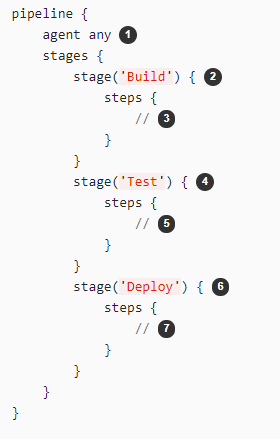 pipeline {
    agent any 1
    stages {
        stage('Build') { 2
            steps {
                // 3
            }
        }
        stage('Test') { 4
            steps {
                // 5
            }
        }
        stage('Deploy') { 6
            steps {
                // 7
            }
        }
    }
}